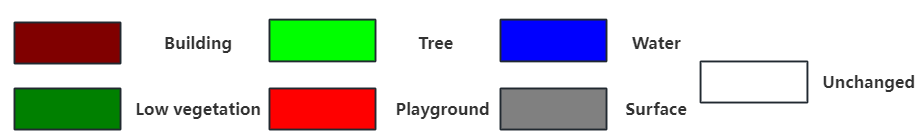 Building
Tree
Water
Unchanged
Low vegetation
Playground
Surface